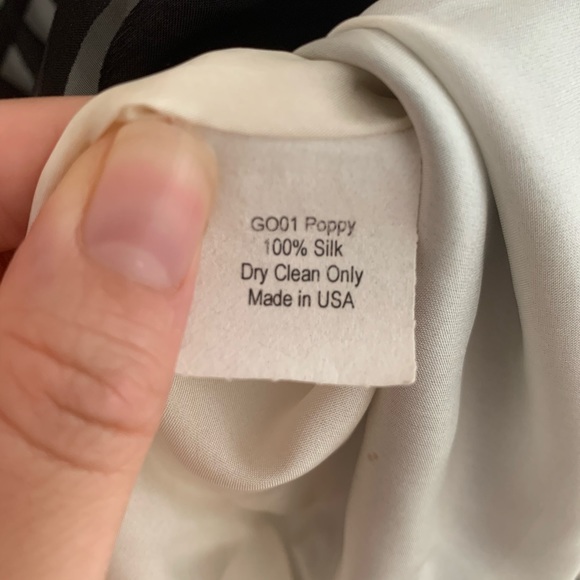 GO01 Poppy
100% Silk
Dry Clean Only
Made in USA